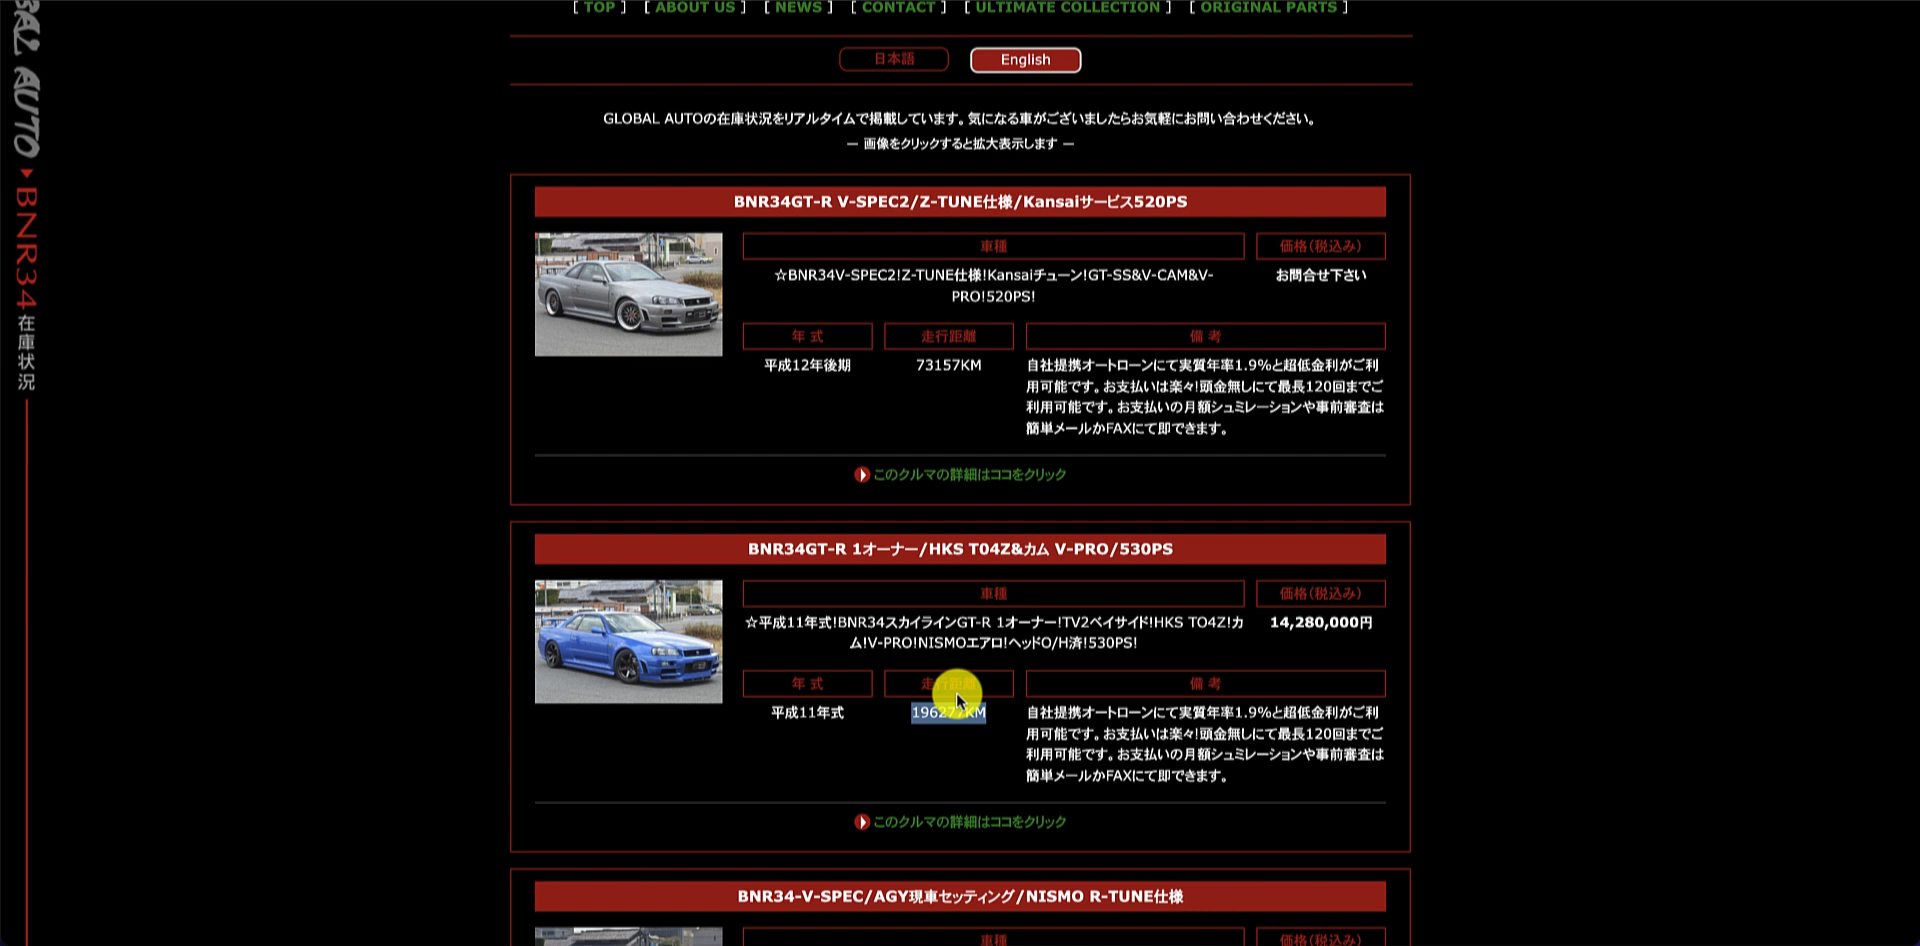 [ TOP ] [ ABOUT US ] [ NEWS ] [ CONTACT ] [ ULTIMATE COLLECTION ] [ ORIGINAL PARTS ]
日本語 English
BAL AUTO
BNR34在庫状況
GLOBAL AUTOの在庫状況をリアルタイムで掲載しています。気になる車がございましたらお気軽にお問い合わせください。
― 画像をクリックすると拡大表示します ―
BNR34GT-R V-SPEC2/Z-TUNE仕様/Kansaiサービス520PS
車種 価格(税込み)
☆BNR34V-SPEC2!Z-TUNE仕様!Kansaiチューン!GT-SS&V-CAM&V-
PRO!520PS!
お問合せ下さい
年 式 走行距離 備 考
平成12年後期 73157KM
自社提携オートローンにて実質年率1.9%と超低金利がご利
用可能です。お支払いは楽々!頭金無しにて最長120回までご
利用可能です。お支払いの月額シュミレーションや事前審査は
簡単メールかFAXにて即できます。
このクルマの詳細はココをクリック
BNR34GT-R 1オーナー/HKS T04Z&カム V-PRO/530PS
車種 価格(税込み)
☆平成11年式!BNR34スカイラインGT-R 1オーナー!TV2ベイサイド!HKS TO4Z!カ
ム!V-PRO!NISMOエアロ!ヘッドO/H済!530PS!
14,280,000円
年 式 走行距離 備 考
平成11年式 196277KM
自社提携オートローンにて実質年率1.9%と超低金利がご利
用可能です。お支払いは楽々!頭金無しにて最長120回までご
利用可能です。お支払いの月額シュミレーションや事前審査は
簡単メールかFAXにて即できます。
このクルマの詳細はココをクリック
BNR34-V-SPEC/AGY現車セッティング/NISMO R-TUNE仕様
車種 価格(税込み)